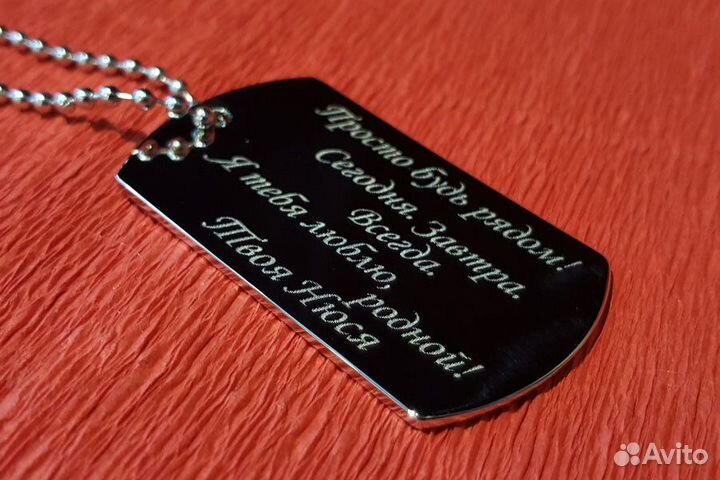 Просто будь рядом!
Сегодня. Завтра.
Всегда.
Я тебя люблю, родной!
Твоя Нюся
Avito